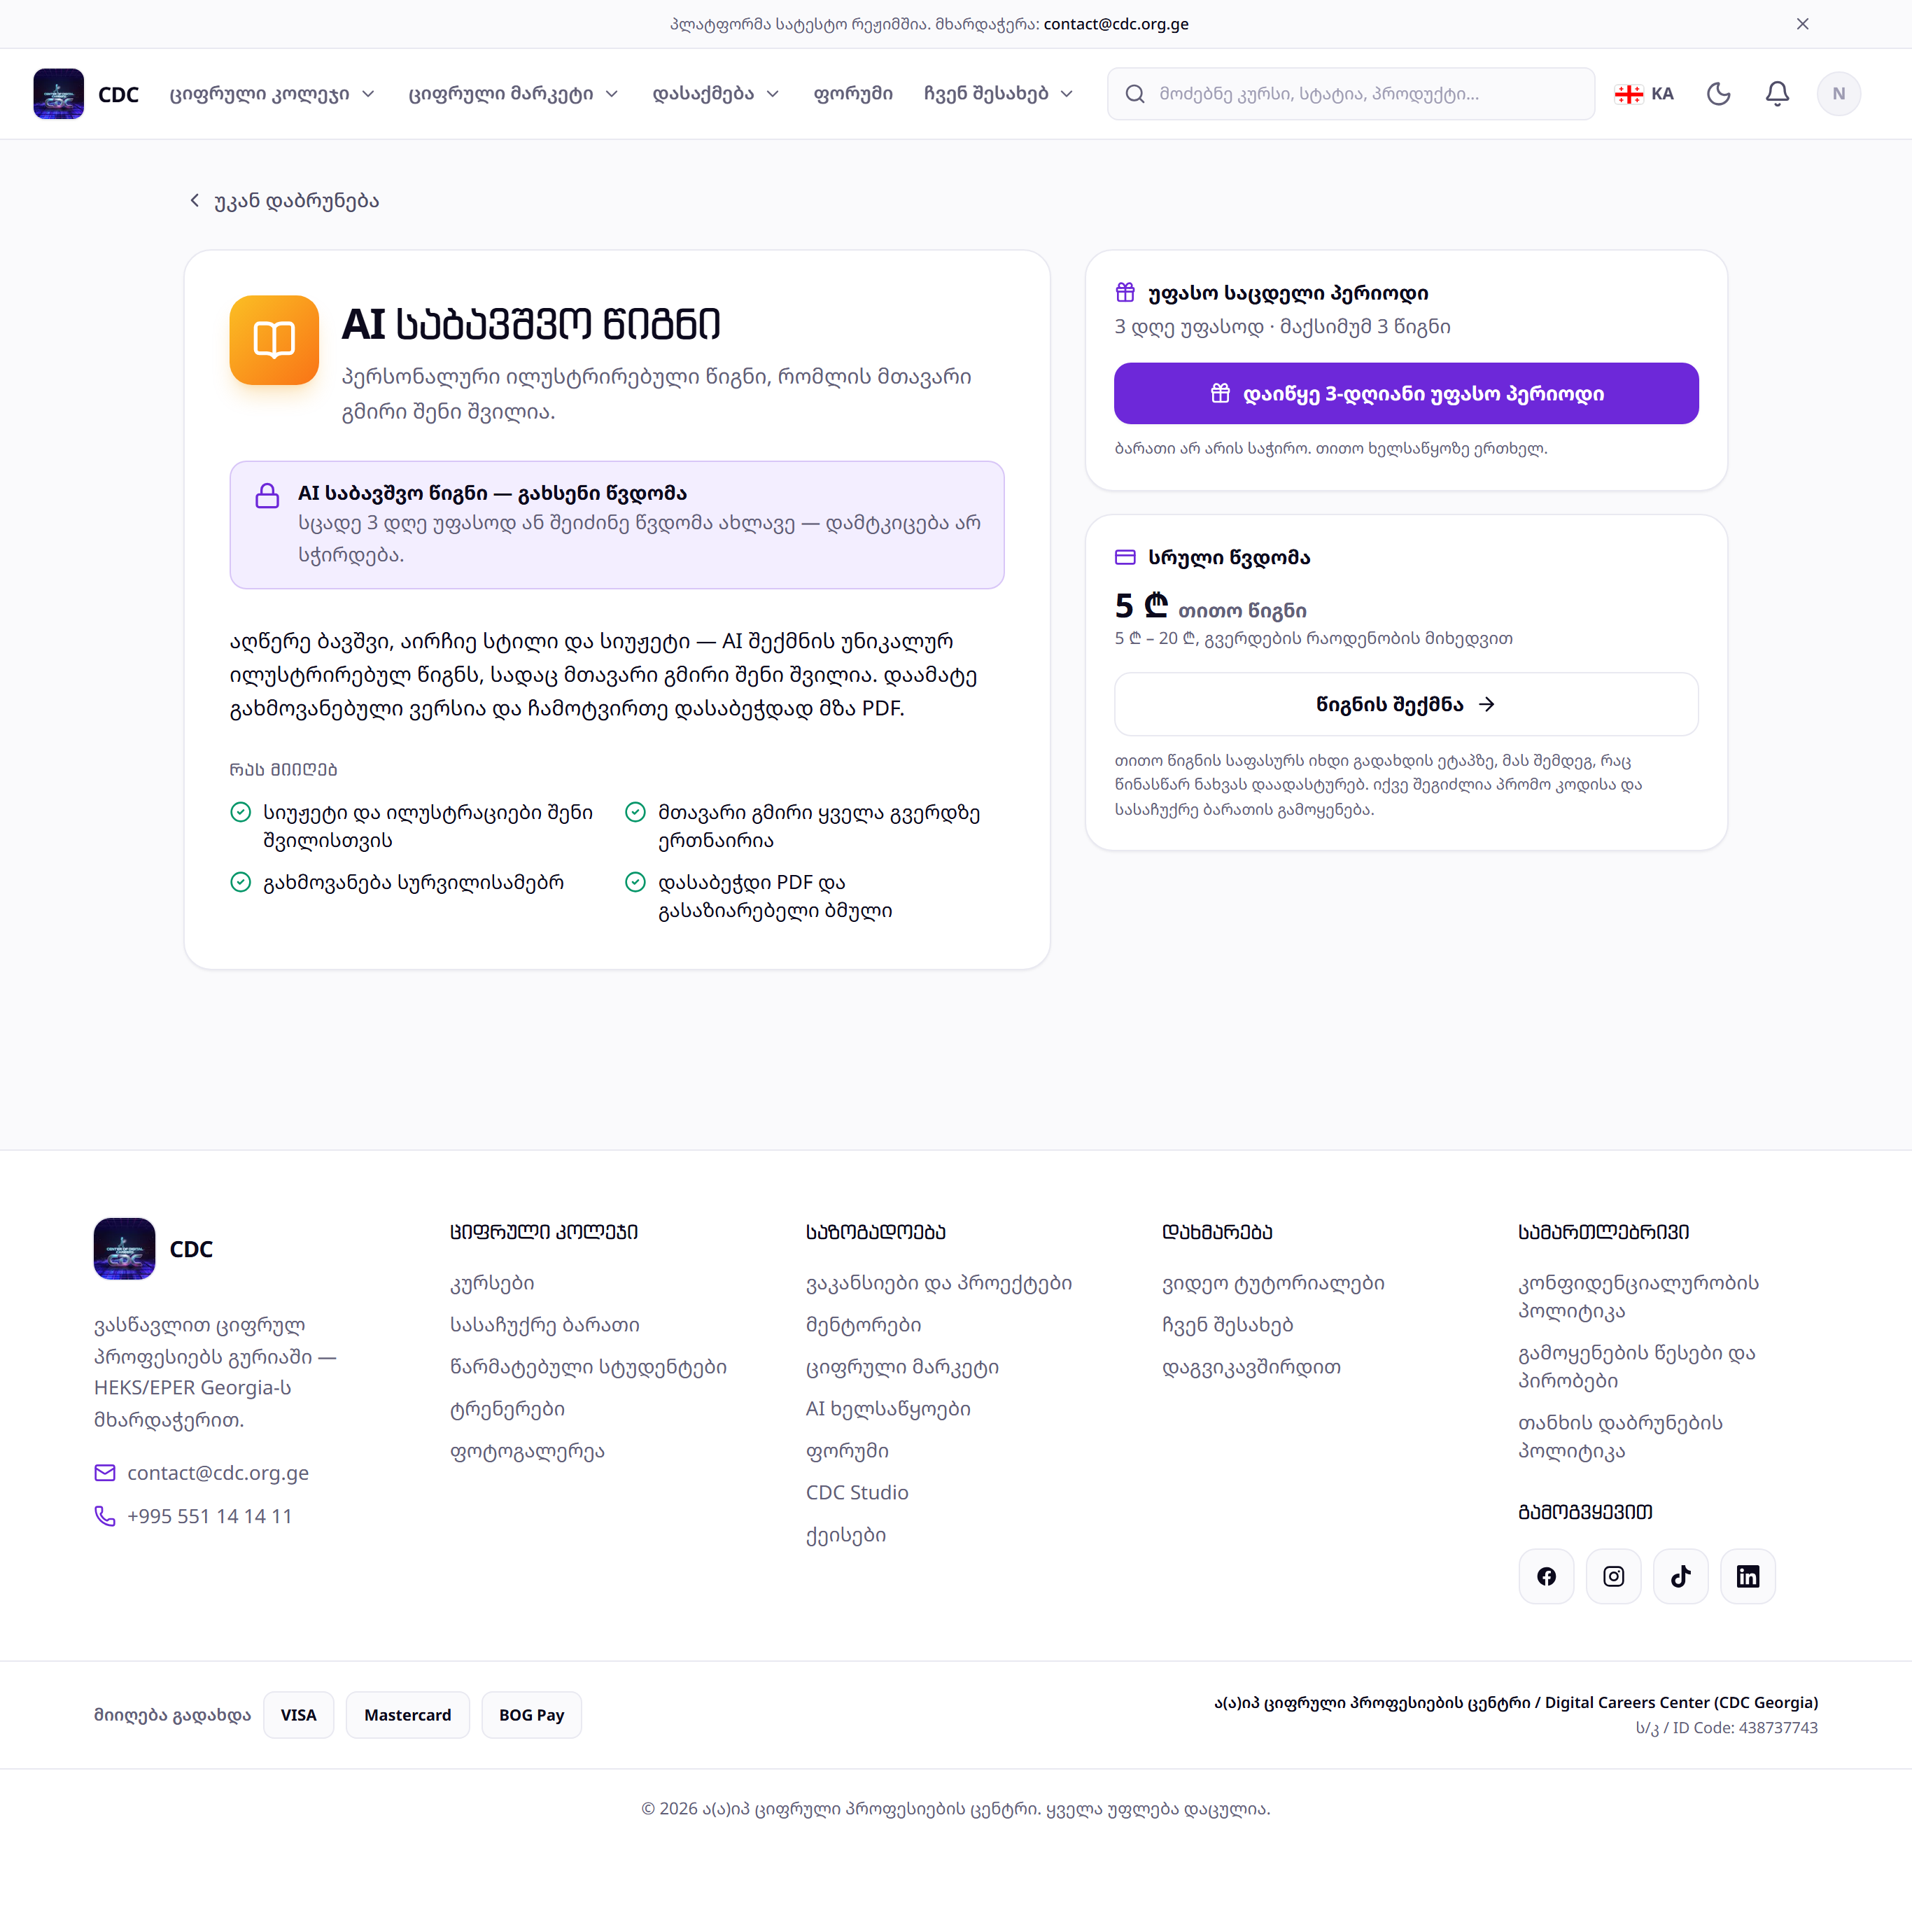 პლატფორმა სატესტო რეჟიმშია. მხარდაჭერა: contact@cdc.org.ge
CDC
ციფრული კოლეჯი
ციფრული მარკეტი
დასაქმება
ფორუმი
ჩვენ შესახებ
მოძებნე კურსი, სტატია, პროდუქტი...
KA
N
უკან დაბრუნება
AI საბავშვო წიგნი
პერსონალური ილუსტრირებული წიგნი, რომლის მთავარი
გმირი შენი შვილია.
AI საბავშვო წიგნი — გახსენი წვდომა
სცადე 3 დღე უფასოდ ან შეიძინე წვდომა ახლავე — დამტკიცება არ
სჭირდება.
აღწერე ბავშვი, აირჩიე სტილი და სიუჟეტი — AI შექმნის უნიკალურ
ილუსტრირებულ წიგნს, სადაც მთავარი გმირი შენი შვილია. დაამატე
გახმოვანებული ვერსია და ჩამოტვირთე დასაბეჭდად მზა PDF.
რას მიიღებ
სიუჟეტი და ილუსტრაციები შენი
შვილისთვის
მთავარი გმირი ყველა გვერდზე
ერთნაირია
გახმოვანება სურვილისამებრ
დასაბეჭდი PDF და
გასაზიარებელი ბმული
უფასო საცდელი პერიოდი
3 დღე უფასოდ · მაქსიმუმ 3 წიგნი
დაიწყე 3-დღიანი უფასო პერიოდი
ბარათი არ არის საჭირო. თითო ხელსაწყოზე ერთხელ.
სრული წვდომა
5 ₾ თითო წიგნი
5 ₾ – 20 ₾, გვერდების რაოდენობის მიხედვით
წიგნის შექმნა
თითო წიგნის საფასურს იხდი გადახდის ეტაპზე, მას შემდეგ, რაც
წინასწარ ნახვას დაადასტურებ. იქვე შეგიძლია პრომო კოდისა და
სასაჩუქრე ბარათის გამოყენება.
CDC
ვასწავლით ციფრულ
პროფესიებს გურიაში —
HEKS/EPER Georgia-ს
მხარდაჭერით.
contact@cdc.org.ge
+995 551 14 14 11
ციფრული კოლეჯი
კურსები
სასაჩუქრე ბარათი
წარმატებული სტუდენტები
ტრენერები
ფოტოგალერეა
საზოგადოება
ვაკანსიები და პროექტები
მენტორები
ციფრული მარკეტი
AI ხელსაწყოები
ფორუმი
CDC Studio
ქეისები
დახმარება
ვიდეო ტუტორიალები
ჩვენ შესახებ
დაგვიკავშირდით
სამართლებრივი
კონფიდენციალურობის
პოლიტიკა
გამოყენების წესები და
პირობები
თანხის დაბრუნების
პოლიტიკა
გამოგვყევით
მიიღება გადახდა
VISA
Mastercard
BOG Pay
ა(ა)იპ ციფრული პროფესიების ცენტრი / Digital Careers Center (CDC Georgia)
ს/კ / ID Code: 438737743
© 2026 ა(ა)იპ ციფრული პროფესიების ცენტრი. ყველა უფლება დაცულია.